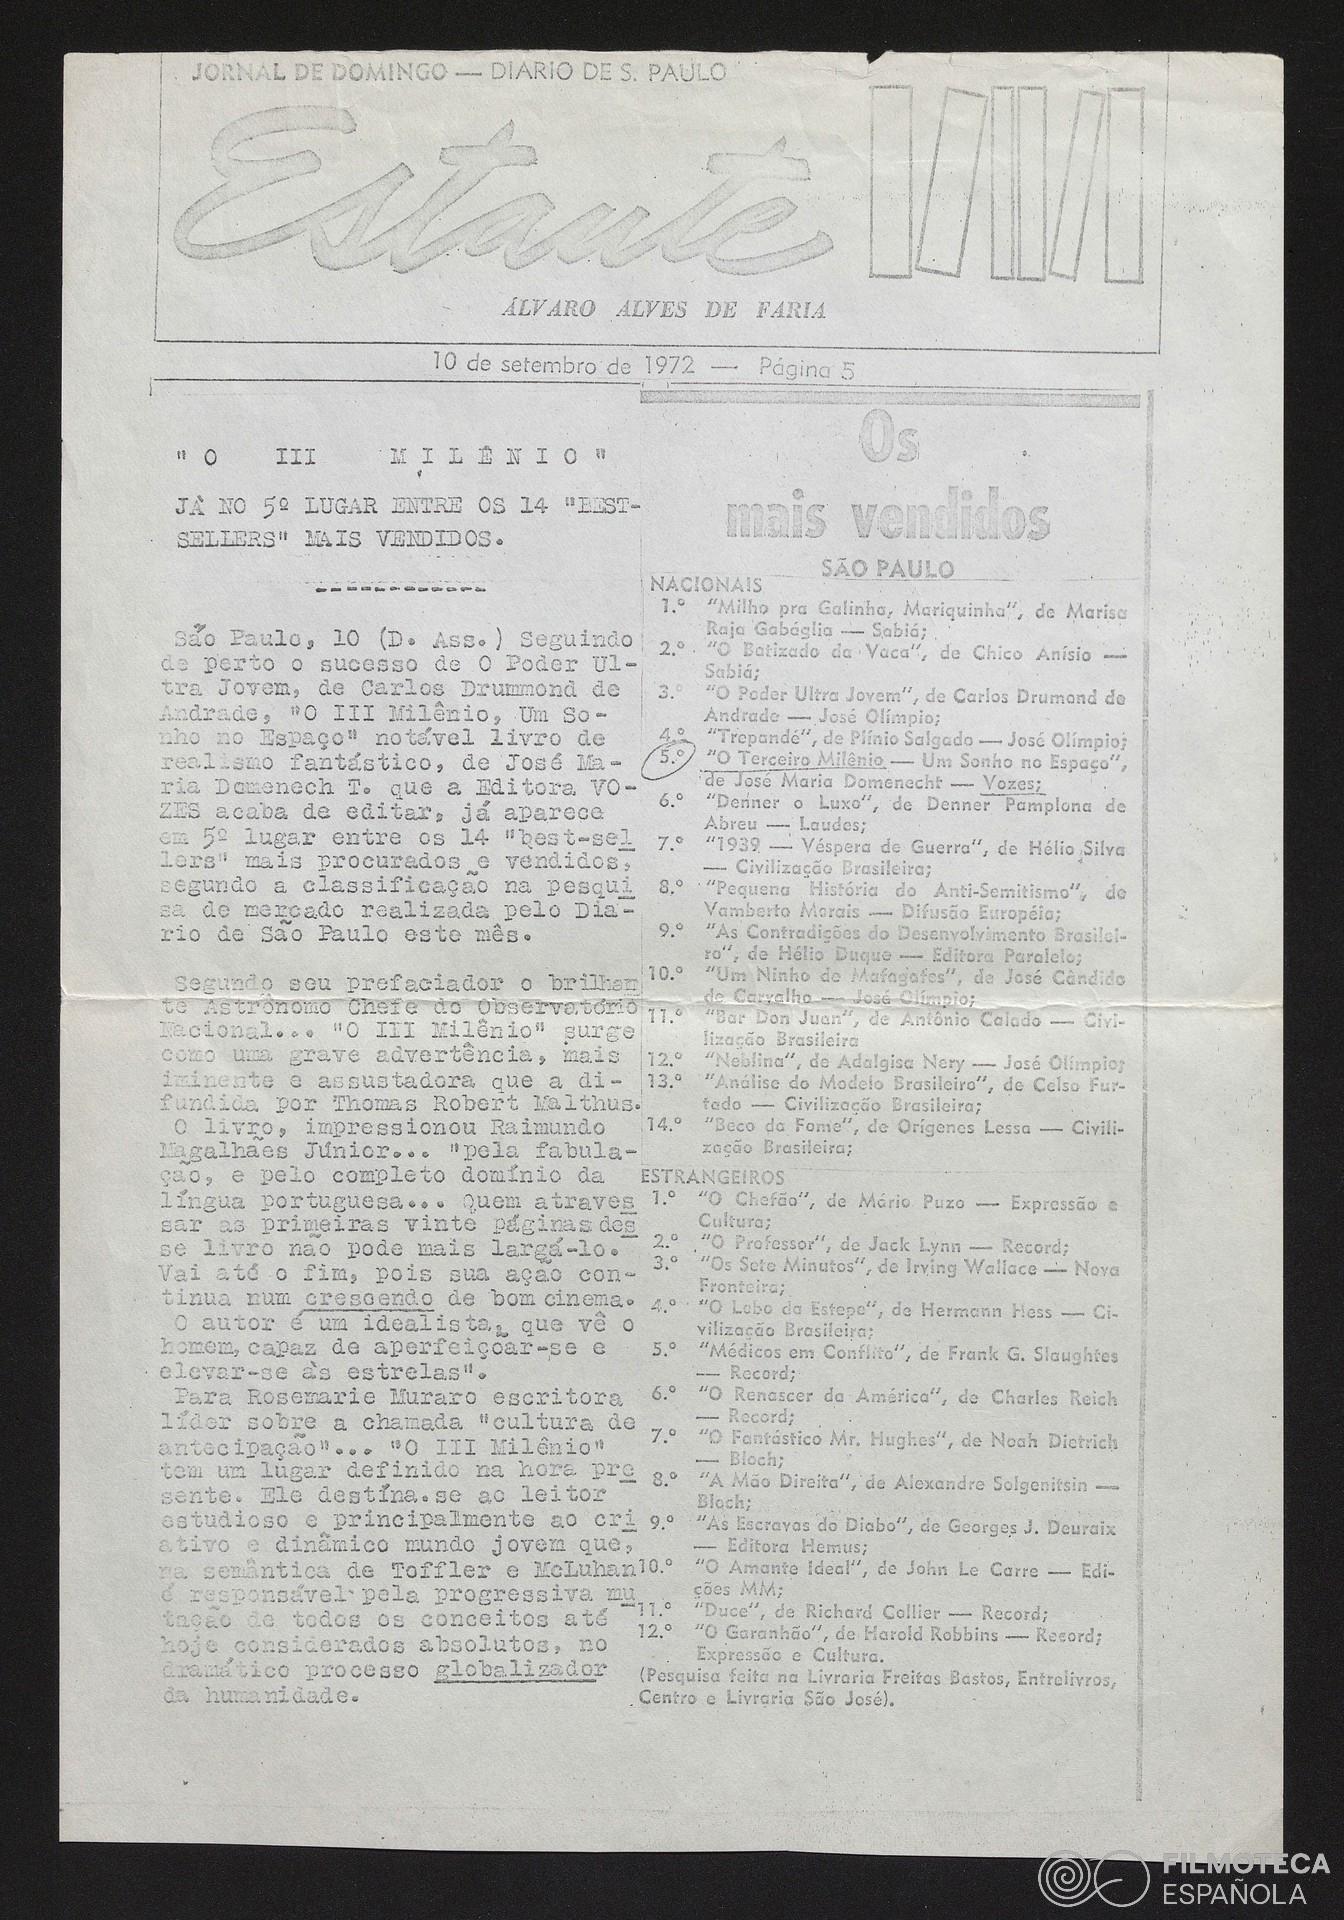 JORNAL DE DOMINGO — DIARIO DE S. PAULO
Estante
ÁLVARO ALVES DE FARIA
10 de setembro de 1972 — Página 5
"O III MILÊNIO"
JÁ NO 5º LUGAR ENTRE OS 14 "BEST-
SELLERS" MAIS VENDIDOS.
São Paulo, 10 (D. Ass.) Seguindo
de perto o sucesso de O Poder Ul-
tra Jovem, de Carlos Drummond de
Andrade, "O III Milênio, Um So-
nho no Espaço" notável livro de
realismo fantástico, de José Ma-
ria Domenech T. que a Editora VO-
ZES acaba de editar, já aparece
em 5º lugar entre os 14 "best-sel
lers" mais procurados e vendidos,
segundo a classificação na pesqui
sa de mercado realizada pelo Diá-
rio de São Paulo este mês.
Segundo seu prefaciador o brilhan
te Astrônomo Chefe do Observatório
Nacional... "O III Milênio" surge
como uma grave advertência, mais
iminente e assustadora que a di-
fundida por Thomas Robert Malthus.
O livro, impressionou Raimundo
Magalhães Júnior... "pela fabula-
ção, e pelo completo domínio da
língua portuguesa... Quem atraves
sar as primeiras vinte páginas des
se livro não pode mais largá-lo.
Vai até o fim, pois sua ação con-
tinua num crescendo de bom cinema.
O autor é um idealista, que vê o
homem, capaz de aperfeiçoar-se e
elevar-se às estrelas".
Para Rosemarie Muraro escritora
líder sobre a chamada "cultura de
antecipação"... "O III Milênio"
tem um lugar definido na hora pre
sente. Ele destína.se ao leitor
estudioso e principalmente ao cri
ativo e dinâmico mundo jovem que,
na semântica de Toffler e McLuhan
é responsável pela progressiva mu
tação de todos os conceitos até
hoje considerados absolutos, no
dramático processo globalizador
da humanidade.
Os
mais vendidos
SÃO PAULO
NACIONAIS
1.º "Milho pra Galinha, Mariquinha", de Marisa
Raja Gabáglia — Sabiá;
2.º "O Batizado da Vaca", de Chico Anísio —
Sabiá;
3.º "O Poder Ultra Jovem", de Carlos Drumond de
Andrade — José Olímpio;
4.º "Trepandé", de Plínio Salgado — José Olímpio;
5.º "O Terceiro Milênio — Um Sonho no Espaço",
de José Maria Domenecht — Vozes;
6.º "Denner o Luxo", de Denner Pamplona de
Abreu — Laudes;
7.º "1939 — Véspera de Guerra", de Hélio Silva
— Civilização Brasileira;
8.º "Pequena História do Anti-Semitismo", de
Vamberto Morais — Difusão Européia;
9.º "As Contradições do Desenvolvimento Brasilei-
ro", de Hélio Duque — Editora Paralelo;
10.º "Um Ninho de Mafagafes", de José Cândido
de Carvalho — José Olímpio;
11.º "Bar Don Juan", de Antônio Calado — Civi-
lização Brasileira
12.º "Neblina", de Adalgisa Nery — José Olímpio;
13.º "Análise do Modelo Brasileiro", de Celso Fur-
tado — Civilização Brasileira;
14.º "Beco da Fome", de Orígenes Lessa — Civili-
zação Brasileira;
ESTRANGEIROS
1.º "O Chefão", de Mário Puzo — Expressão e
Cultura;
2.º "O Professor", de Jack Lynn — Record;
3.º "Os Sete Minutos", de Irving Wallace — Nova
Fronteira;
4.º "O Lobo da Estepe", de Hermann Hess — Ci-
vilização Brasileira;
5.º "Médicos em Conflito", de Frank G. Slaughtes
— Record;
6.º "O Renascer da América", de Charles Reich
— Record;
7.º "O Fantástico Mr. Hughes", de Noah Dietrich
— Bloch;
8.º "A Mão Direita", de Alexandre Solgenitsin —
Bloch;
9.º "As Escravas do Diabo", de Georges J. Deuraix
— Editora Hemus;
10.º "O Amante Ideal", de John Le Carre — Edi-
ções MM;
11.º "Duce", de Richard Collier — Record;
12.º "O Garanhão", de Harold Robbins — Record;
Expressão e Cultura.
(Pesquisa feita na Livraria Freitas Bastos, Entrelivros,
Centro e Livraria São José).
FILMOTECA
ESPAÑOLA